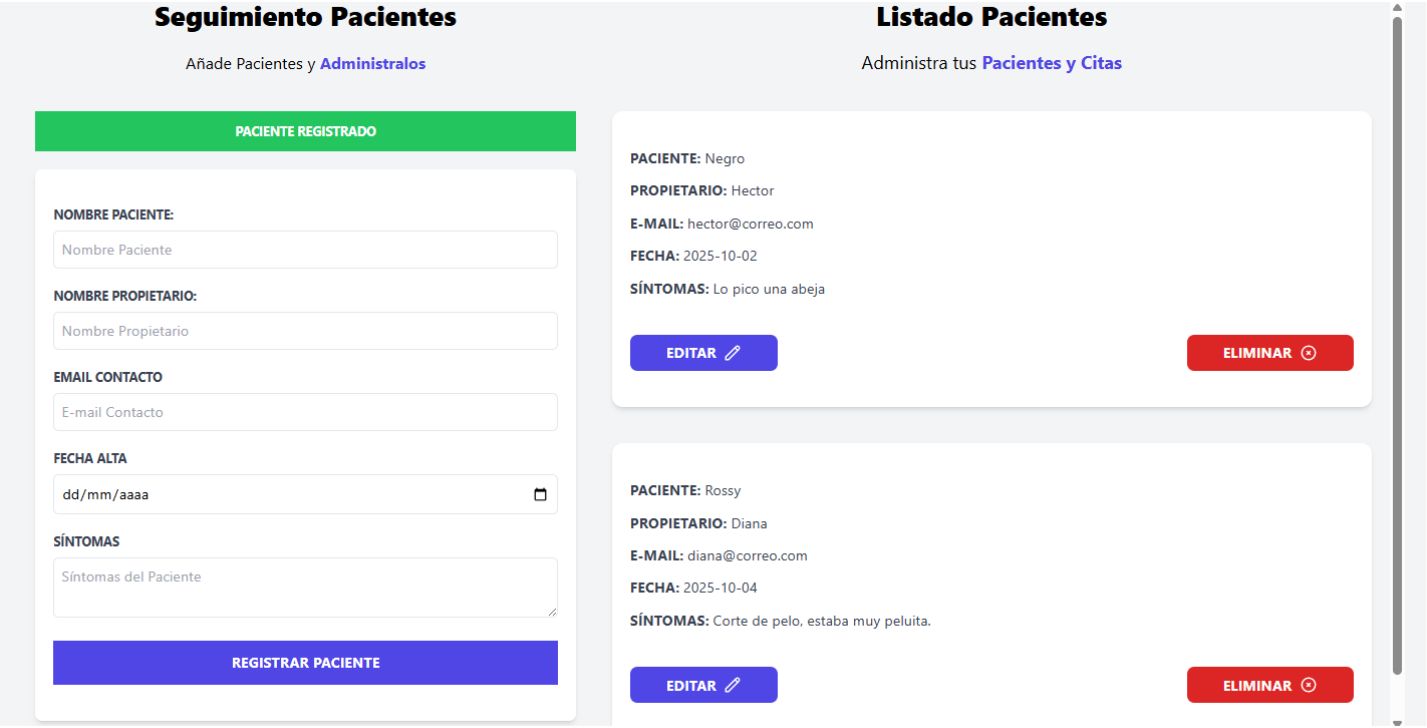 Seguimiento Pacientes
Añade Pacientes y Administralos
PACIENTE REGISTRADO
NOMBRE PACIENTE:
Nombre Paciente
NOMBRE PROPIETARIO:
Nombre Propietario
EMAIL CONTACTO
E-mail Contacto
FECHA ALTA
dd/mm/aaaa
SÍNTOMAS
Síntomas del Paciente
REGISTRAR PACIENTE
Listado Pacientes
Administra tus Pacientes y Citas
PACIENTE: Negro
PROPIETARIO: Hector
E-MAIL: hector@correo.com
FECHA: 2025-10-02
SÍNTOMAS: Lo pico una abeja
EDITAR
ELIMINAR
PACIENTE: Rossy
PROPIETARIO: Diana
E-MAIL: diana@correo.com
FECHA: 2025-10-04
SÍNTOMAS: Corte de pelo, estaba muy peluita.
EDITAR
ELIMINAR